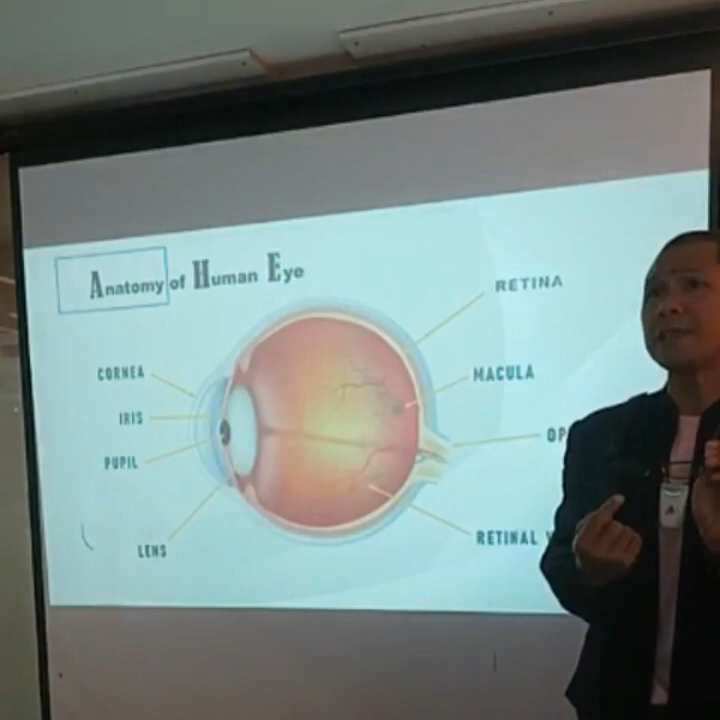 Anatomy of Human Eye
RETINA
CORNEA
MACULA
IRIS
PUPIL
LENS
RETINAL